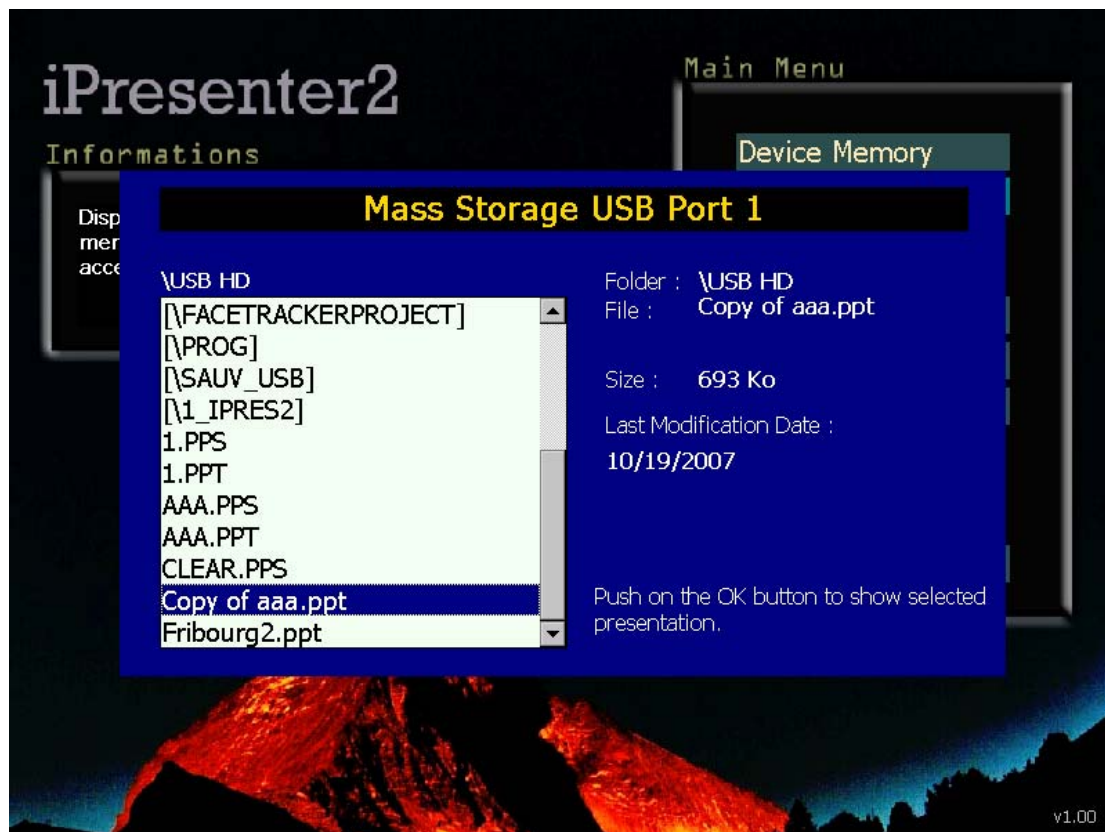 iPresenter2
Main Menu
Informations
Device Memory
Disp
mer
acce
Mass Storage USB Port 1
\USB HD
[\FACETRACKERPROJECT]
[\PROG]
[\SAUV_USB]
[\1_IPRES2]
1.PPS
1.PPT
AAA.PPS
AAA.PPT
CLEAR.PPS
Copy of aaa.ppt
Fribourg2.ppt
Folder : \USB HD
File : Copy of aaa.ppt
Size : 693 Ko
Last Modification Date :
10/19/2007
Push on the OK button to show selected
presentation.
v1.00